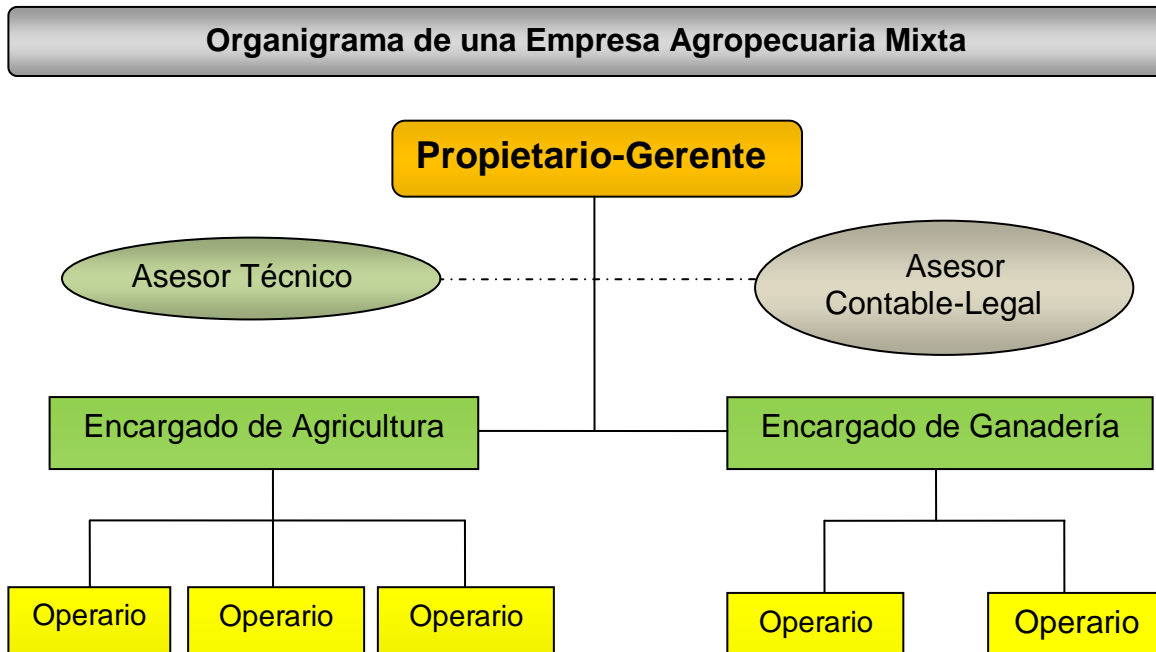 Organigrama de una Empresa Agropecuaria Mixta
Propietario-Gerente
Asesor Técnico
Asesor
Contable-Legal
Encargado de Agricultura
Encargado de Ganadería
Operario
Operario
Operario
Operario
Operario